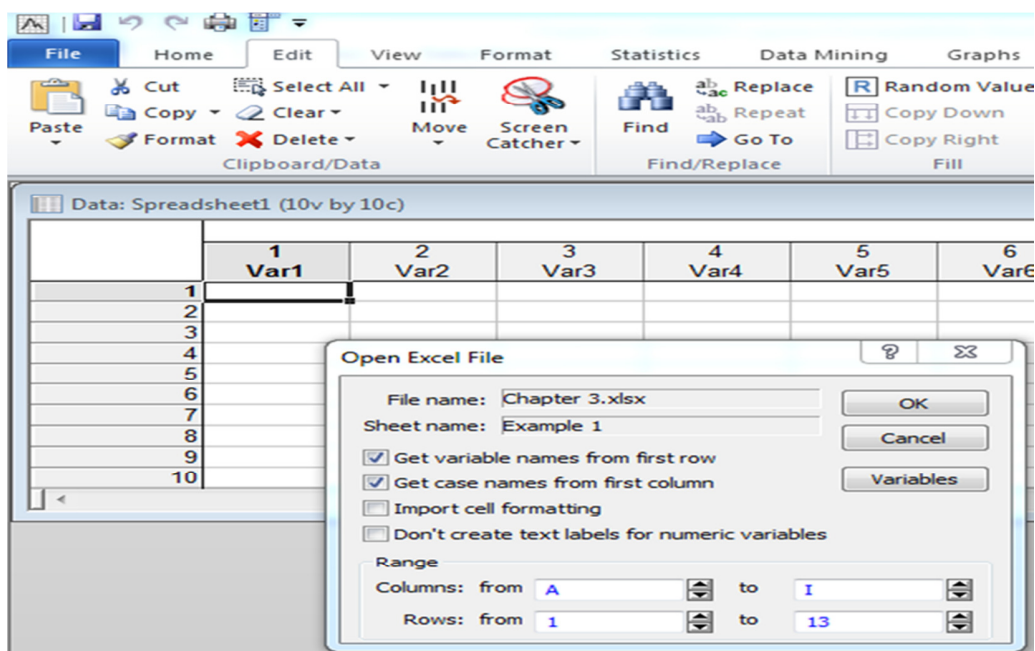 File Home Edit View Format Statistics Data Mining Graphs
Cut Select All Replace R Random Value
Copy Clear Repeat Copy Down
Paste Move Screen Find
Format Delete Catcher Go To Copy Right
Clipboard/Data Find/Replace Fill
Data: Spreadsheet1 (10v by 10c)
1 2 3 4 5 6
Var1 Var2 Var3 Var4 Var5 Var6
1
2
3
4
5
6
7
8
9
10
Open Excel File
File name: Chapter 3.xlsx OK
Sheet name: Example 1 Cancel
Get variable names from first row
Get case names from first column Variables
Import cell formatting
Don't create text labels for numeric variables
Range
Columns: from A to I
Rows: from 1 to 13